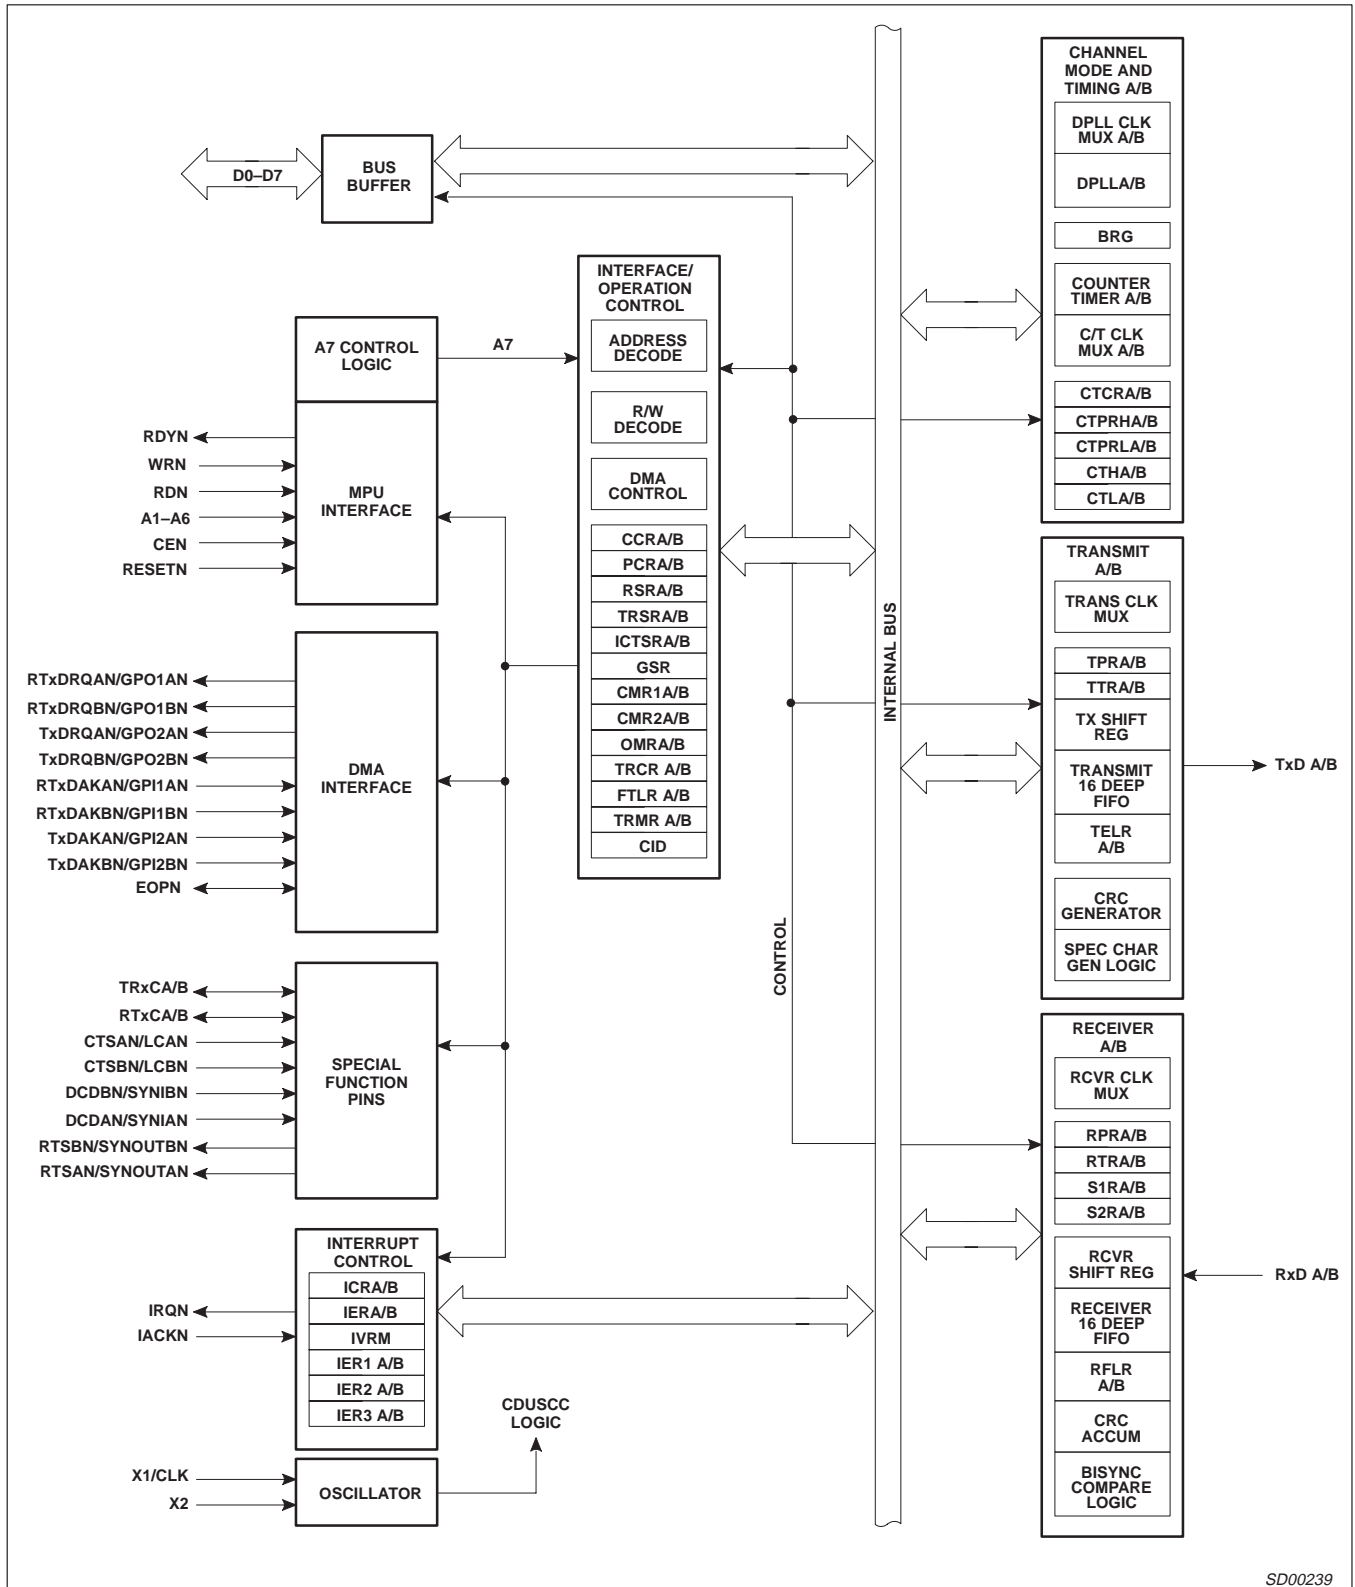 D0–D7
BUS
BUFFER
A7 CONTROL
LOGIC
A7
RDYN
WRN
RDN
A1–A6
CEN
RESETN
MPU
INTERFACE
RTxDRQAN/GPO1AN
RTxDRQBN/GPO1BN
TxDRQAN/GPO2AN
TxDRQBN/GPO2BN
RTxDAKAN/GPI1AN
RTxDAKBN/GPI1BN
TxDAKAN/GPI2AN
TxDAKBN/GPI2BN
EOPN
DMA
INTERFACE
TRxCA/B
RTxCA/B
CTSAN/LCAN
CTSBN/LCBN
DCDBN/SYNIBN
DCDAN/SYNIAN
RTSBN/SYNOUTBN
RTSAN/SYNOUTAN
SPECIAL
FUNCTION
PINS
IRQN
IACKN
INTERRUPT
CONTROL
ICRA/B
IERA/B
IVRM
IER1 A/B
IER2 A/B
IER3 A/B
X1/CLK
X2
OSCILLATOR
CDUSCC
LOGIC
INTERFACE/
OPERATION
CONTROL
ADDRESS
DECODE
R/W
DECODE
DMA
CONTROL
CCRA/B
PCRA/B
RSRA/B
TRSRA/B
ICTSRA/B
GSR
CMR1A/B
CMR2A/B
OMRA/B
TRCR A/B
FTLR A/B
TRMR A/B
CID
CONTROL
INTERNAL BUS
CHANNEL
MODE AND
TIMING A/B
DPLL CLK
MUX A/B
DPLLA/B
BRG
COUNTER
TIMER A/B
C/T CLK
MUX A/B
CTCRA/B
CTPRHA/B
CTPRLA/B
CTHA/B
CTLA/B
TRANSMIT
A/B
TRANS CLK
MUX
TPRA/B
TTRA/B
TX SHIFT
REG
TRANSMIT
16 DEEP
FIFO
TELR
A/B
CRC
GENERATOR
SPEC CHAR
GEN LOGIC
TxD A/B
RECEIVER
A/B
RCVR CLK
MUX
RPRA/B
RTRA/B
S1RA/B
S2RA/B
RCVR
SHIFT REG
RECEIVER
16 DEEP
FIFO
RFLR
A/B
CRC
ACCUM
BISYNC
COMPARE
LOGIC
RxD A/B
SD00239